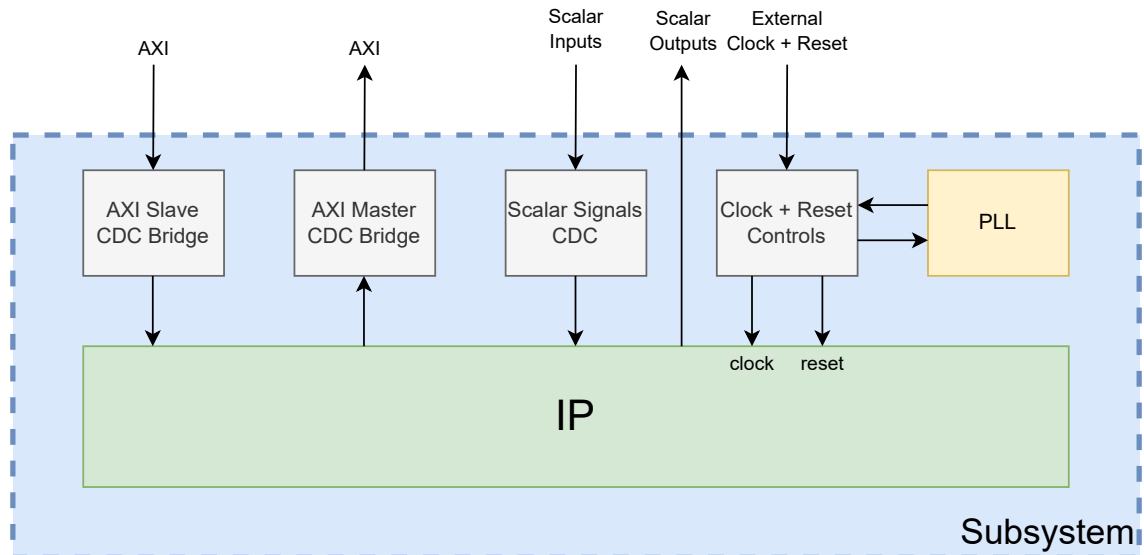 AXI
AXI
Scalar
Inputs
Scalar
Outputs
External
Clock + Reset
AXI Slave
CDC Bridge
AXI Master
CDC Bridge
Scalar Signals
CDC
Clock + Reset
Controls
PLL
clock
reset
IP
Subsystem